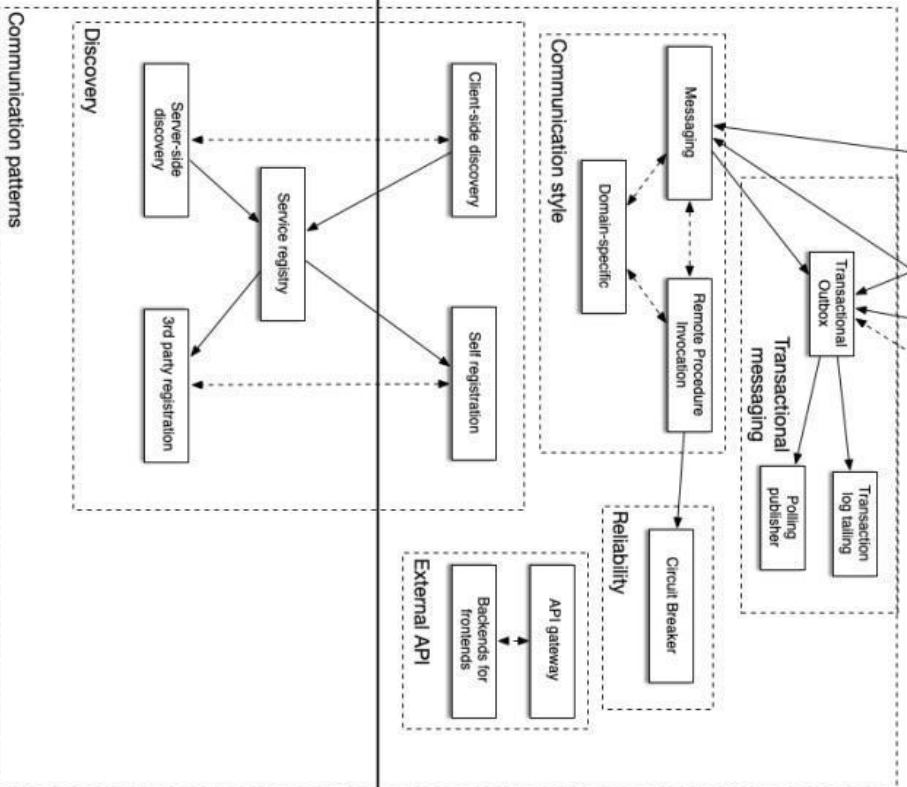 Transactional
log tailing
Polling
publisher
Transactional
Outbox
Transactional
messaging
Messaging
Remote Procedure
Invocation
Domain-specific
Communication style
Circuit Breaker
Reliability
API gateway
Backends for
frontends
External API
Client-side discovery
Self registration
Service registry
Server-side
discovery
3rd party registration
Discovery
Communication patterns